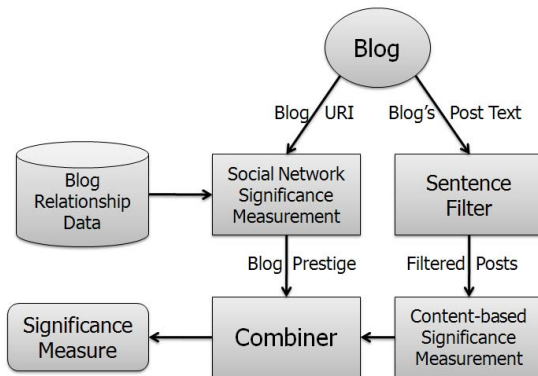 Blog
Blog URI
Blog's Post Text
Blog
Relationship
Data
Social Network
Significance
Measurement
Sentence
Filter
Blog Prestige
Filtered Posts
Significance
Measure
Combiner
Content-based
Significance
Measurement